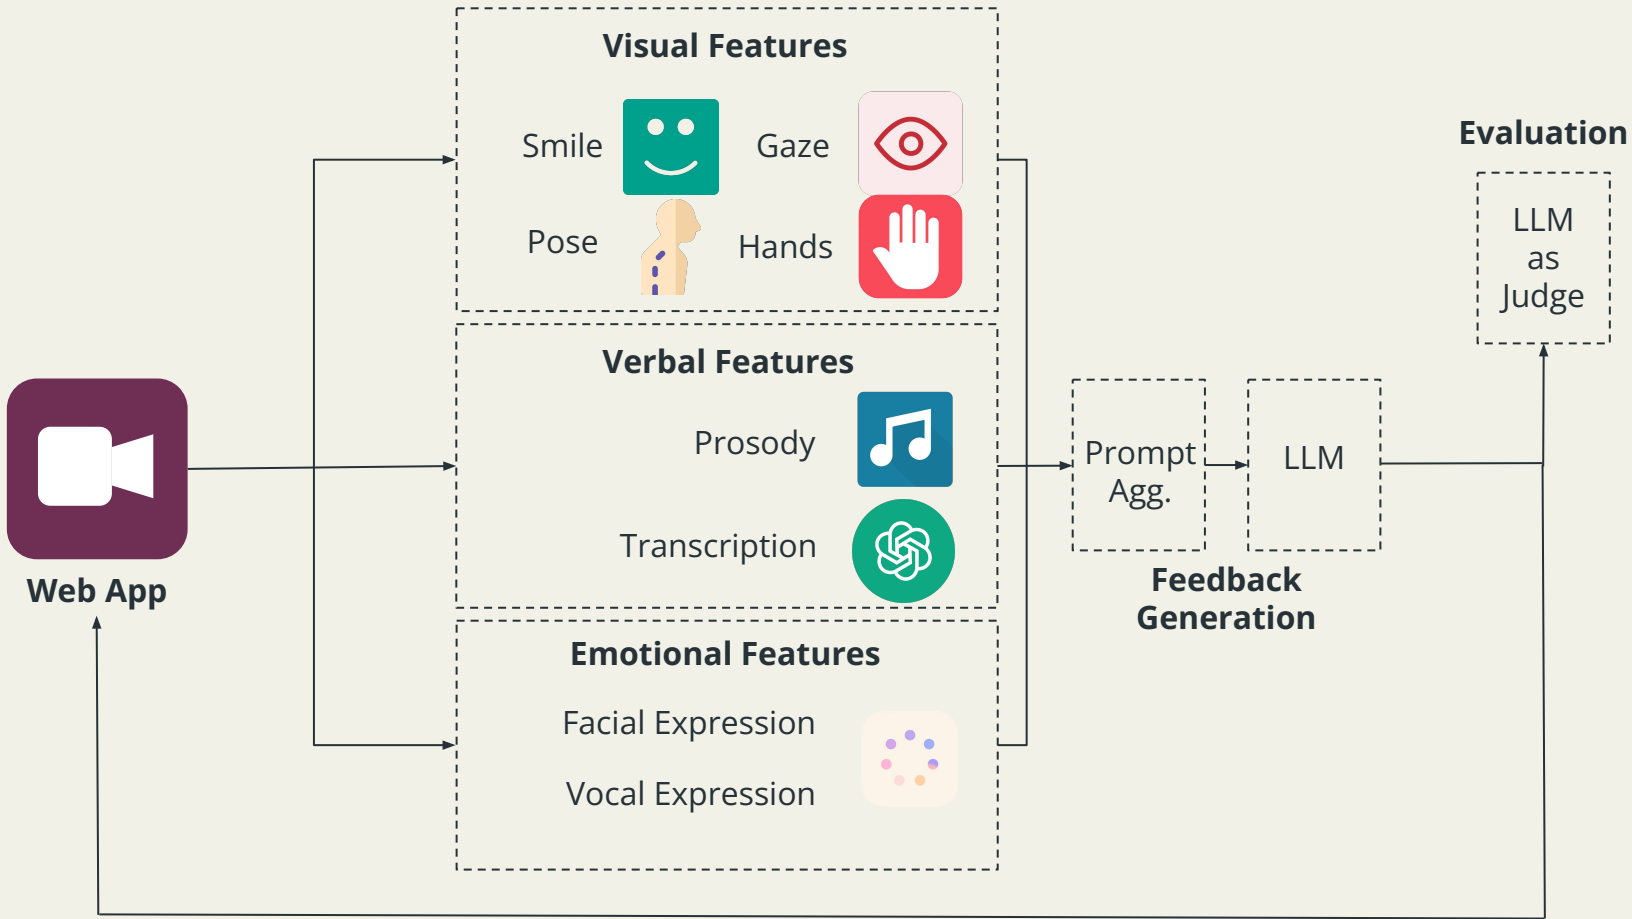 Visual Features
Smile
Gaze
Pose
Hands
Verbal Features
Prosody
Transcription
Emotional Features
Facial Expression
Vocal Expression
Web App
Prompt
Agg.
LLM
Feedback
Generation
Evaluation
LLM
as
Judge